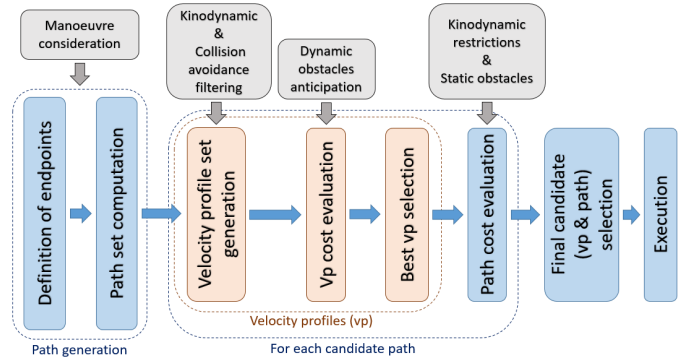 Manoeuvre
consideration
Kinodynamic
&
Collision
avoidance
filtering
Dynamic
obstacles
anticipation
Kinodynamic
restrictions
&
Static obstacles
Definition of endpoints
Path set computation
Velocity profile set
generation
Vp cost evaluation
Best vp selection
Path cost evaluation
Final candidate
(vp & path)
selection
Execution
Velocity profiles (vp)
Path generation
For each candidate path